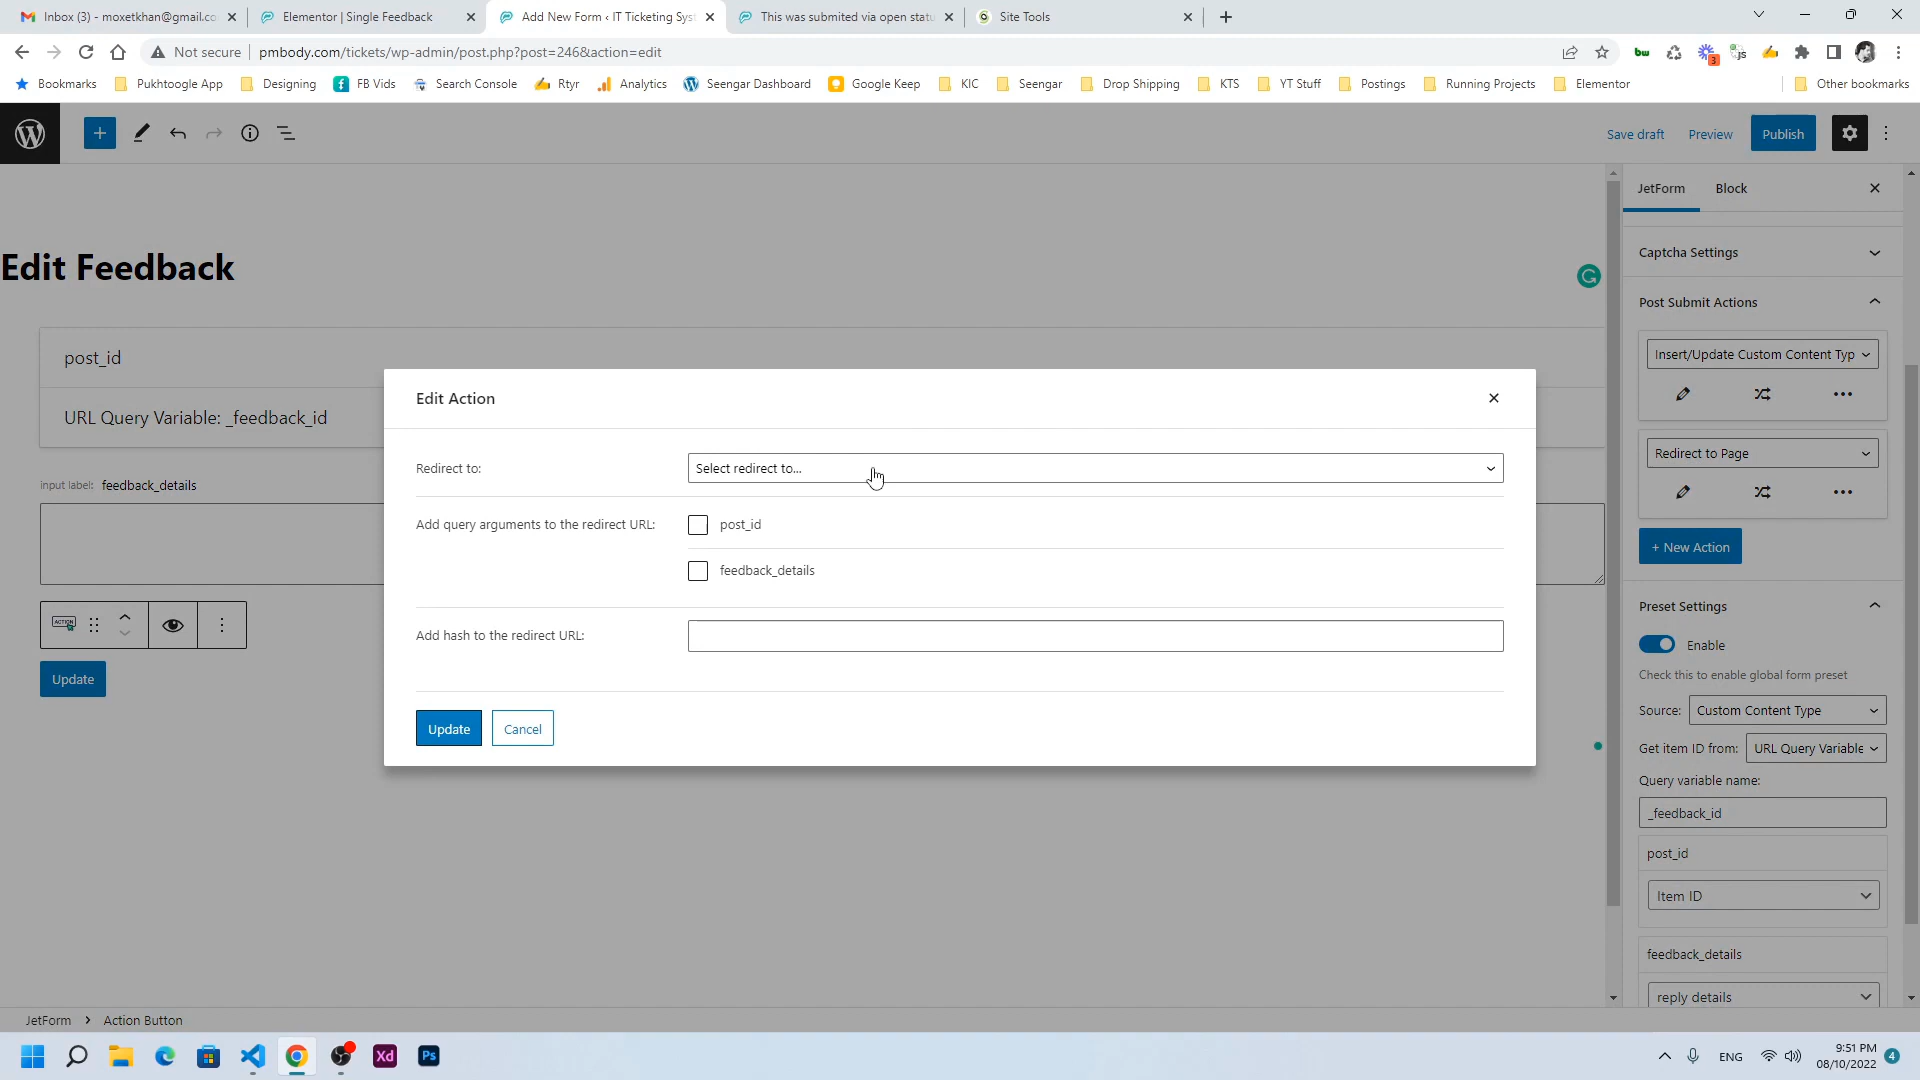 Inbox (3) - moxetkhan@gmail.co
Elementor | Single Feedback
Add New Form ‹ IT Ticketing Syst
This was submited via open statu
Site Tools
Not secure
pmbody.com/tickets/wp-admin/post.php?post=246&action=edit
3
Bookmarks
Pukhtoogle App
Designing
FB Vids
Search Console
Rtyr
Analytics
Seengar Dashboard
Google Keep
KIC
Seengar
Drop Shipping
KTS
YT Stuff
Postings
Running Projects
Elementor
Other bookmarks
Save draft
Preview
Publish
JetForm
Block
Edit Feedback
Captcha Settings
Post Submit Actions
post_id
Insert/Update Custom Content Typ
Edit Action
URL Query Variable: _feedback_id
Redirect to Page
Redirect to:
Select redirect to...
input label: feedback_details
Add query arguments to the redirect URL:
post_id
+ New Action
feedback_details
Preset Settings
ACTION
Add hash to the redirect URL:
Enable
Check this to enable global form preset
Update
Source:
Custom Content Type
Update
Cancel
Get item ID from:
URL Query Variable
Query variable name:
_feedback_id
post_id
Item ID
feedback_details
reply details
JetForm
Action Button
Xd
Ps
ENG
9:51 PM
08/10/2022
4